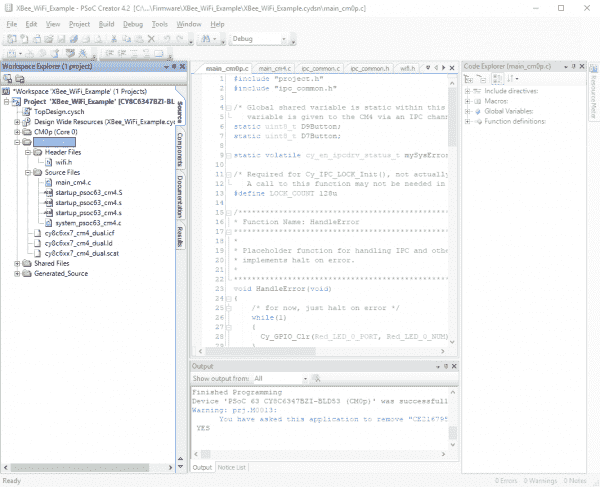 XBee_WiFi_Example - PSoC Creator 4.2 [C:\...\Firmware\XBee_WiFi_Example\XBee_WiFi_Example.cydsn\main_cm0p.c]
File Edit View Project Build Debug Tools Window Help
Debug
Workspace Explorer (1 project)
Workspace 'XBee_WiFi_Example' (1 Projects)
Project 'XBee_WiFi_Example' [CY8C6347BZI-BLD
TopDesign.cysch
Design Wide Resources (XBee_WiFi_Example.cy
CM0p (Core 0)
Header Files
wifi.h
Source Files
main_cm4.c
startup_psoc63_cm4.S
startup_psoc63_cm4.s
startup_psoc63_cm4.s
system_psoc63_cm4.c
cy8c6xx7_cm4_dual.icf
cy8c6xx7_cm4_dual.ld
cy8c6xx7_cm4_dual.scat
Shared Files
Generated_Source
Source
Components
Documentation
Results
main_cm0p.c main_cm4.c ipc_common.c ipc_common.h wifi.h
1 #include "project.h"
2 #include "ipc_common.h"
3
4
5 /* Global shared variable is static within this
6 variable is given to the CM4 via an IPC chann
static uint8_t D9Button;
7 static uint8_t D7Button;
8
9 static volatile cy_en_ipcdrv_status_t mySysErro
10
11 /* Required for Cy_IPC_LOCK_Init(), not actually
12 A call to this function may not be needed in
13 #define LOCK_COUNT 128u
14
15 /************************************************
16 * Function Name: HandleError
17 *************************************************
18 *
19 * Placeholder function for handling IPC and othe
20 * implements halt on error.
21 *
22 *************************************************
23 void HandleError(void)
24 {
25 /* for now, just halt on error */
26 while(1)
27 {
28 Cy_GPIO_Clr(Red_LED_0_PORT, Red_LED_0_NUM)
Output
Show output from: All
Finished Programming
Device 'PSoC 63 CY8C6347BZI-BLD53 (CM0p)' was successfull
Warning: prj.M0013:
You have asked this application to remove
YES
Output Notice List
Code Explorer (main_cm0p.c)
Include directives:
Macros:
Global Variables:
Function definitions:
Ready
0 Errors 0 Warnings 0 Notes